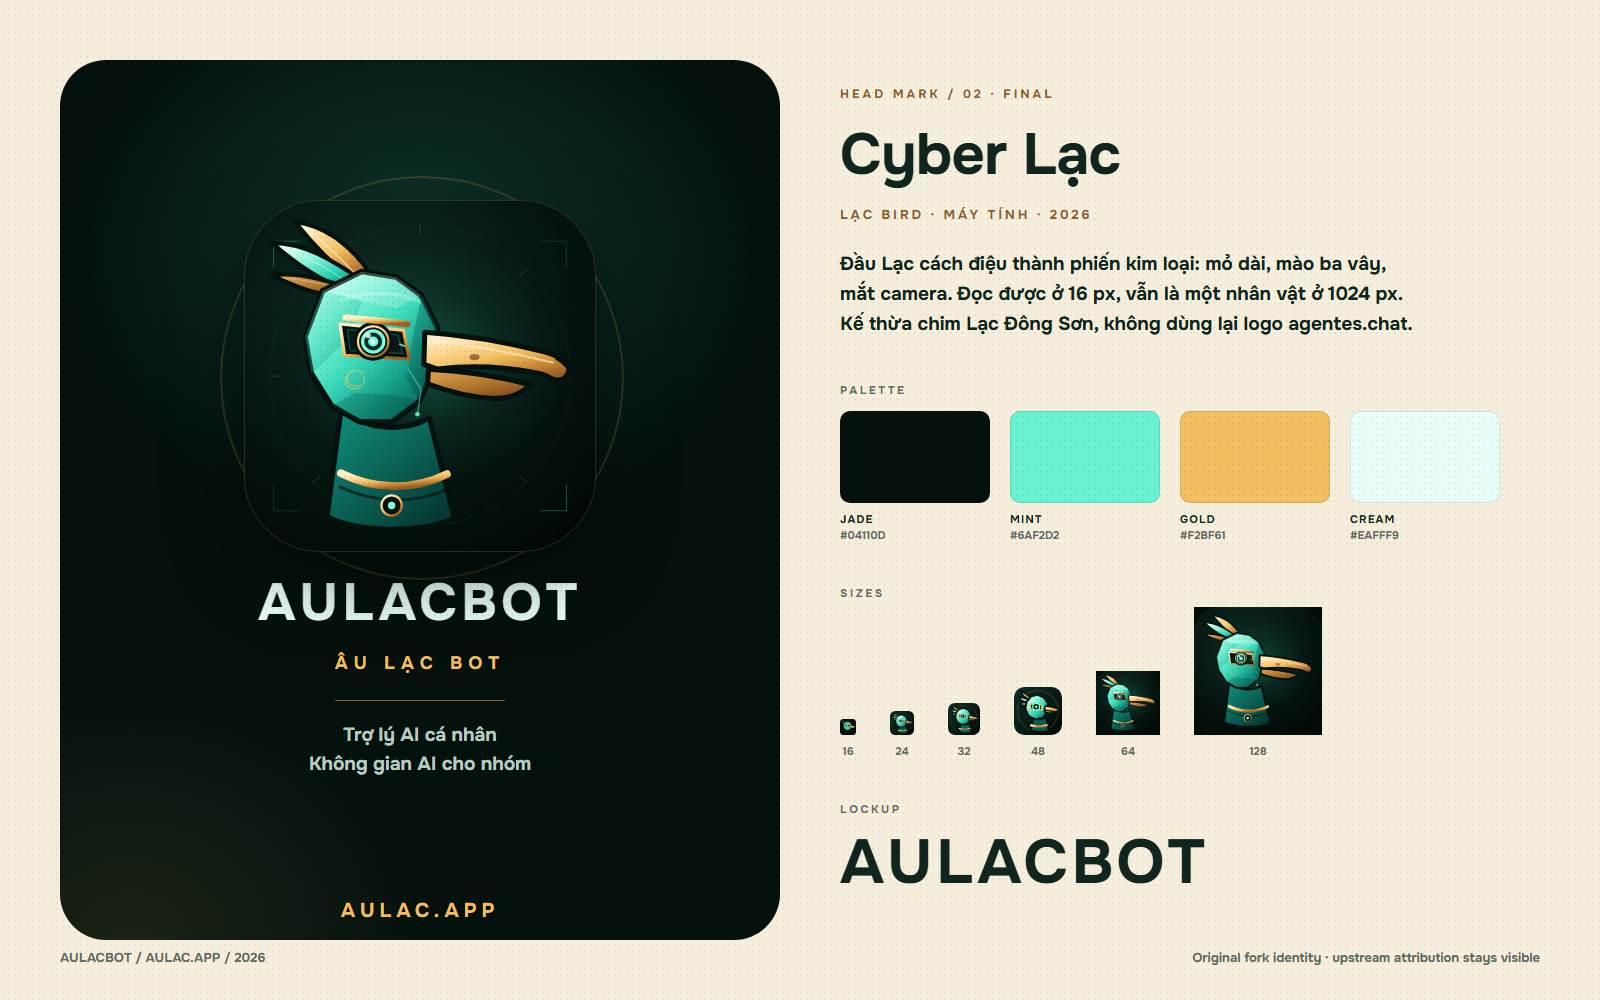 AULACBOT
ÂU LẠC BOT
Trợ lý AI cá nhân
Không gian AI cho nhóm
AULAC.APP
HEAD MARK / 02 · FINAL
Cyber Lạc
LẠC BIRD · MÁY TÍNH · 2026
Đầu Lạc cách điệu thành phiến kim loại: mỏ dài, mào ba vây,
mắt camera. Đọc được ở 16 px, vẫn là một nhân vật ở 1024 px.
Kế thừa chim Lạc Đông Sơn, không dùng lại logo agentes.chat.
PALETTE
JADE
#04110D
MINT
#6AF2D2
GOLD
#F2BF61
CREAM
#EAFFF9
SIZES
16
24
32
48
64
128
LOCKUP
AULACBOT
AULACBOT / AULAC.APP / 2026
Original fork identity · upstream attribution stays visible